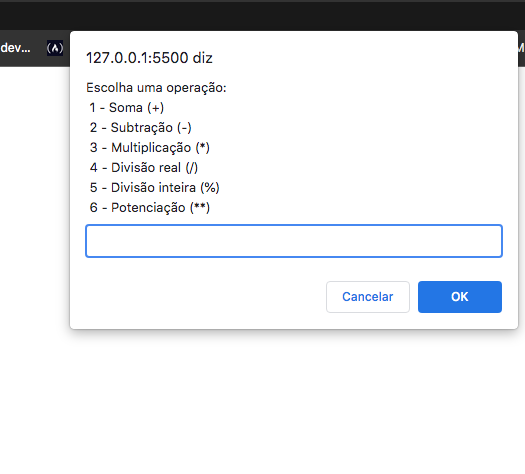 dev...
M
127.0.0.1:5500 diz
Escolha uma operação:
1 - Soma (+)
2 - Subtração (-)
3 - Multiplicação (*)
4 - Divisão real (/)
5 - Divisão inteira (%)
6 - Potenciação (**)
Cancelar
OK